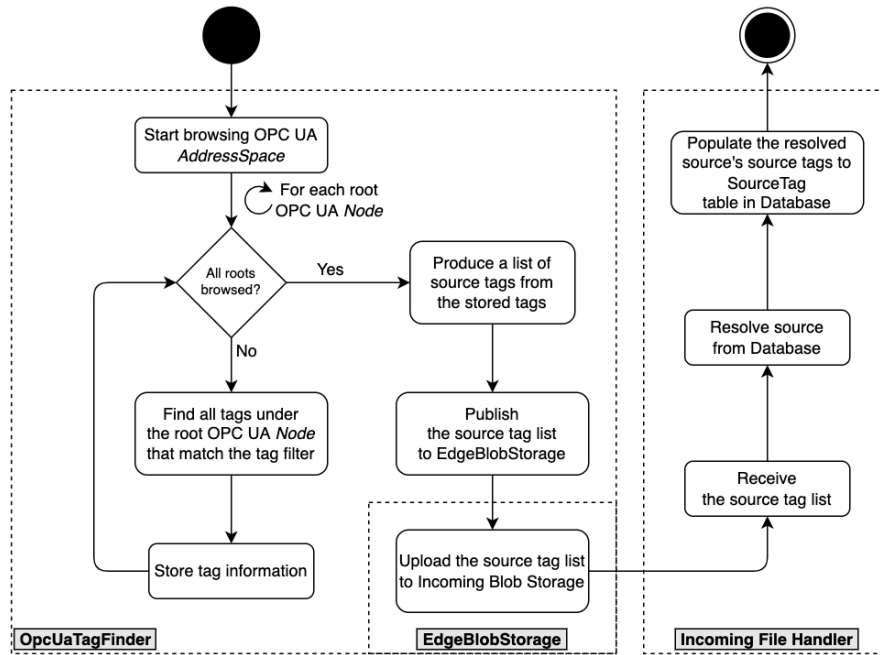 Start browsing OPC UA
AddressSpace
For each root
OPC UA Node
All roots
browsed?
Yes
No
Find all tags under
the root OPC UA Node
that match the tag filter
Store tag information
Produce a list of
source tags from
the stored tags
Publish
the source tag list
to EdgeBlobStorage
Upload the source tag list
to Incoming Blob Storage
Receive
the source tag list
Resolve source
from Database
Populate the resolved
source's source tags to
SourceTag
table in Database
OpcUaTagFinder
EdgeBlobStorage
Incoming File Handler